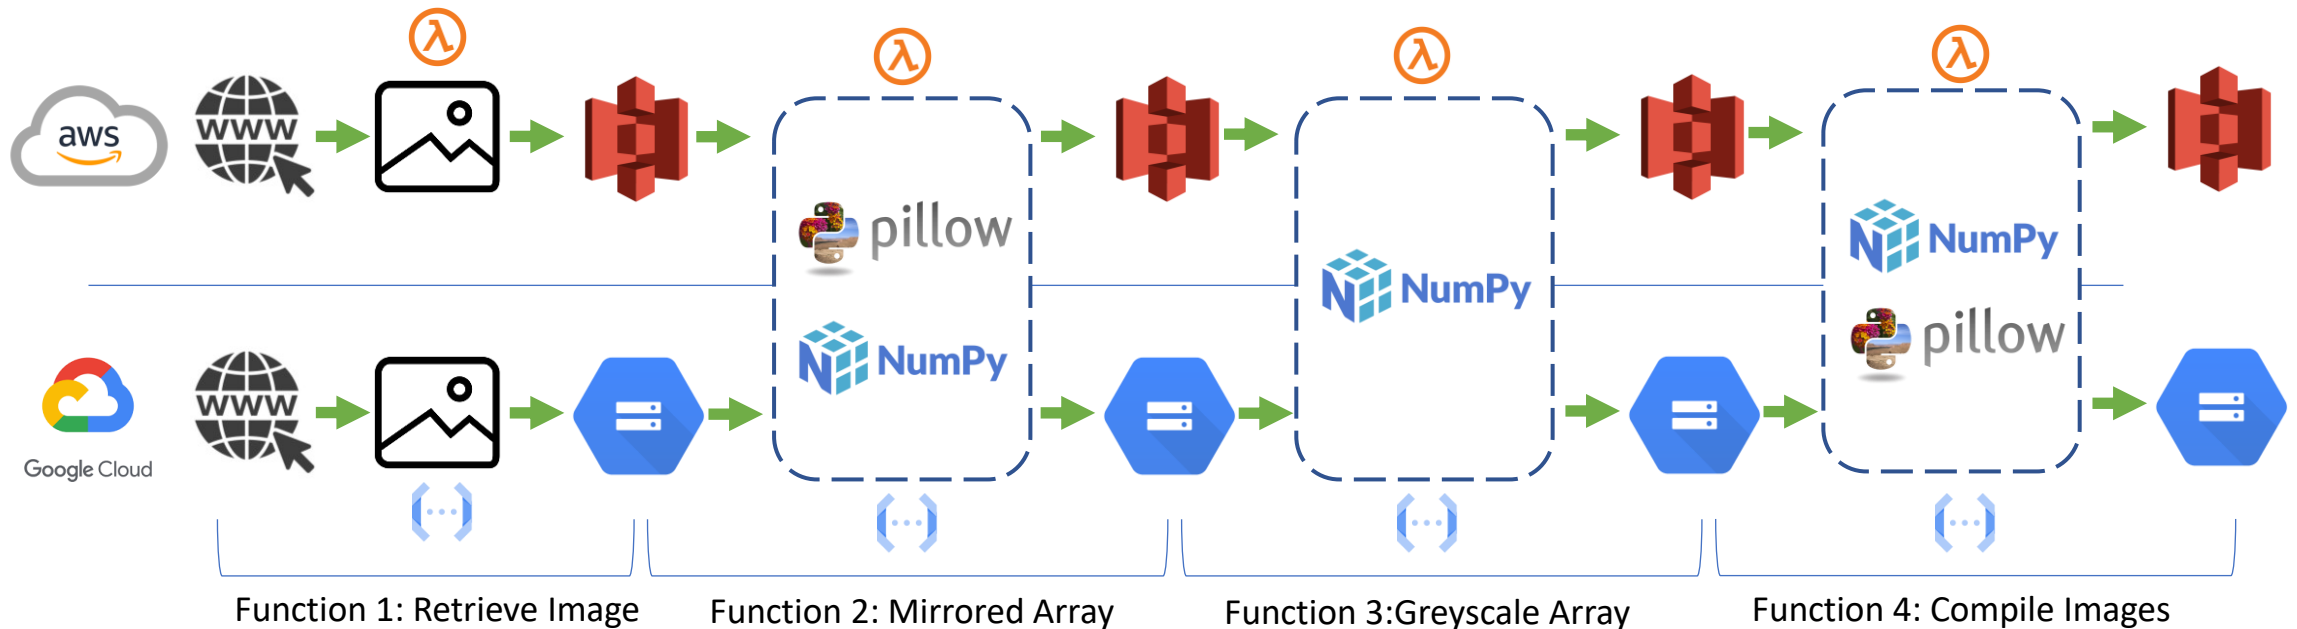 aws
WWW
pillow
NumPy
NumPy
NumPy
pillow
Google Cloud
WWW
Function 1: Retrieve Image
Function 2: Mirrored Array
Function 3:Greyscale Array
Function 4: Compile Images